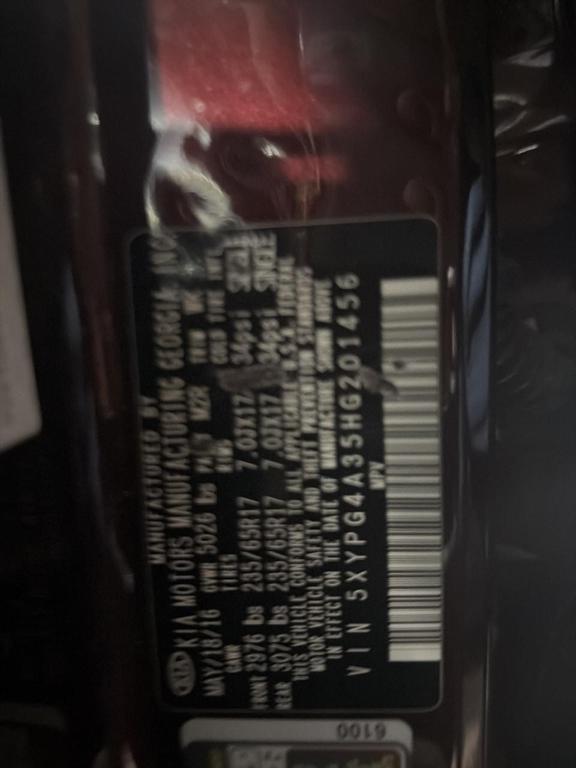 MANUFACTURED BY
KIA MOTORS MANUFACTURING GEORGIA, INC
MAY/18/16 GVWR 5026 lbs
GAWR TIRES RIMS COLD TIRE INFL
FRONT 2976 lbs 235/65R17 7.0JX17 34psi SINGLE
REAR 3075 lbs 235/65R17 7.0JX17 34psi SINGLE
THIS VEHICLE CONFORMS TO ALL APPLICABLE U.S.A. FEDERAL
MOTOR VEHICLE SAFETY AND THEFT PREVENTION STANDARDS
IN EFFECT ON THE DATE OF MANUFACTURE SHOWN ABOVE
VIN 5XYPG4A35HG201456
MPV
6100